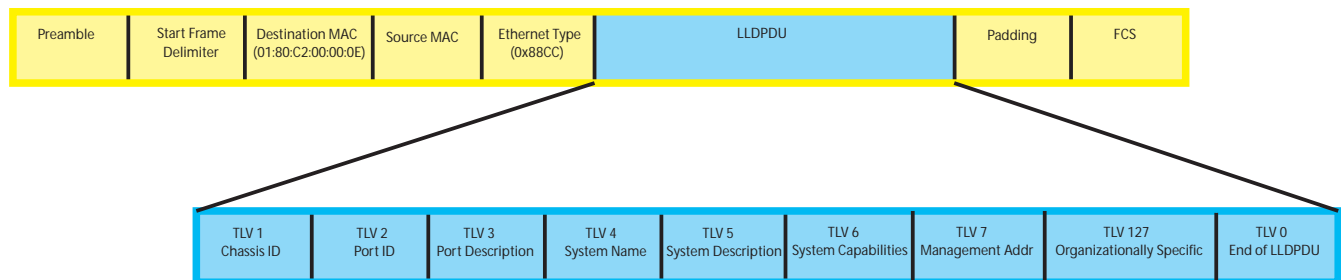 Preamble
Start Frame
Delimiter
Destination MAC
(01:80:C2:00:00:0E)
Source MAC
Ethernet Type
(0x88CC)
LLDPDU
Padding
FCS
TLV 1
Chassis ID
TLV 2
Port ID
TLV 3
Port Description
TLV 4
System Name
TLV 5
System Description
TLV 6
System Capabilities
TLV 7
Management Addr
TLV 127
Organizationally Specific
TLV 0
End of LLDPDU